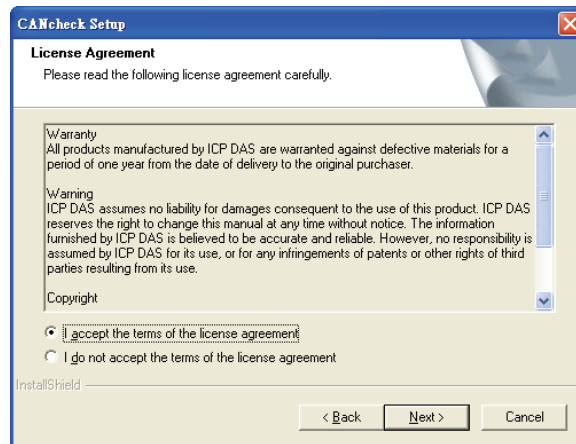 CANcheck Setup
License Agreement
Please read the following license agreement carefully.
Warranty
All products manufactured by ICP DAS are warranted against defective materials for a
period of one year from the date of delivery to the original purchaser.
Warning
ICP DAS assumes no liability for damages consequent to the use of this product. ICP DAS
reserves the right to change this manual at any time without notice. The information
furnished by ICP DAS is believed to be accurate and reliable. However, no responsibility is
assumed by ICP DAS for its use, or for any infringements of patents or other rights of third
parties resulting from its use.
Copyright
I accept the terms of the license agreement
I do not accept the terms of the license agreement
InstallShield
< Back Next > Cancel